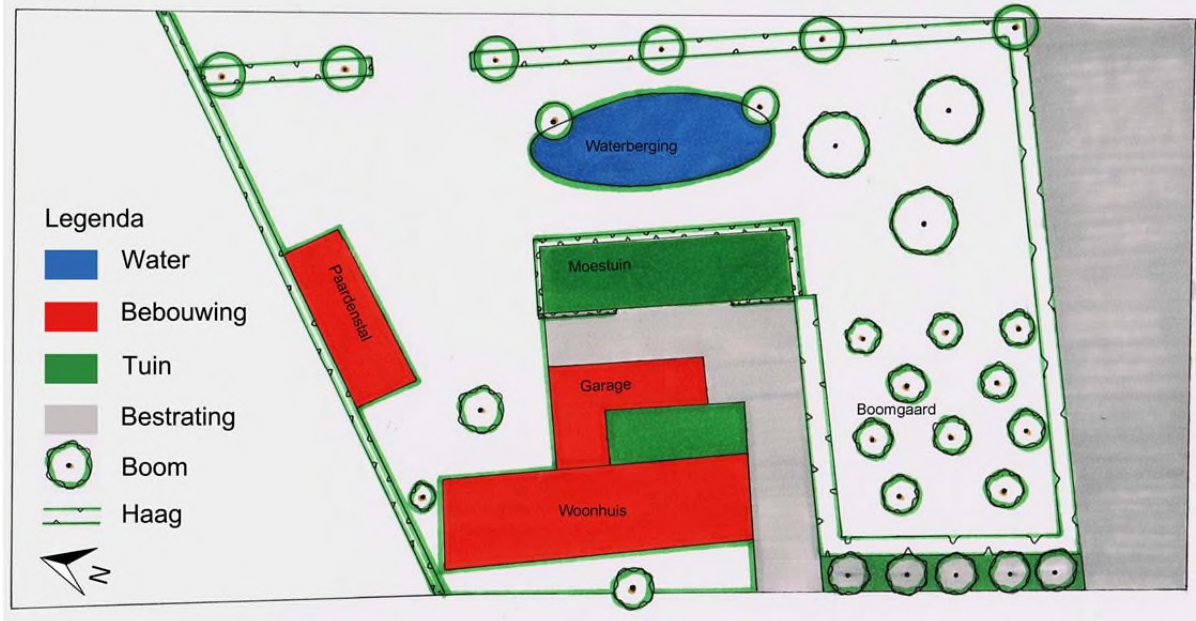 Waterberging
Legenda
Water
Bebouwing
Tuin
Bestrating
Boom
Haag
N
Paardenstal
Moestuin
Garage
Boomgaard
Woonhuis